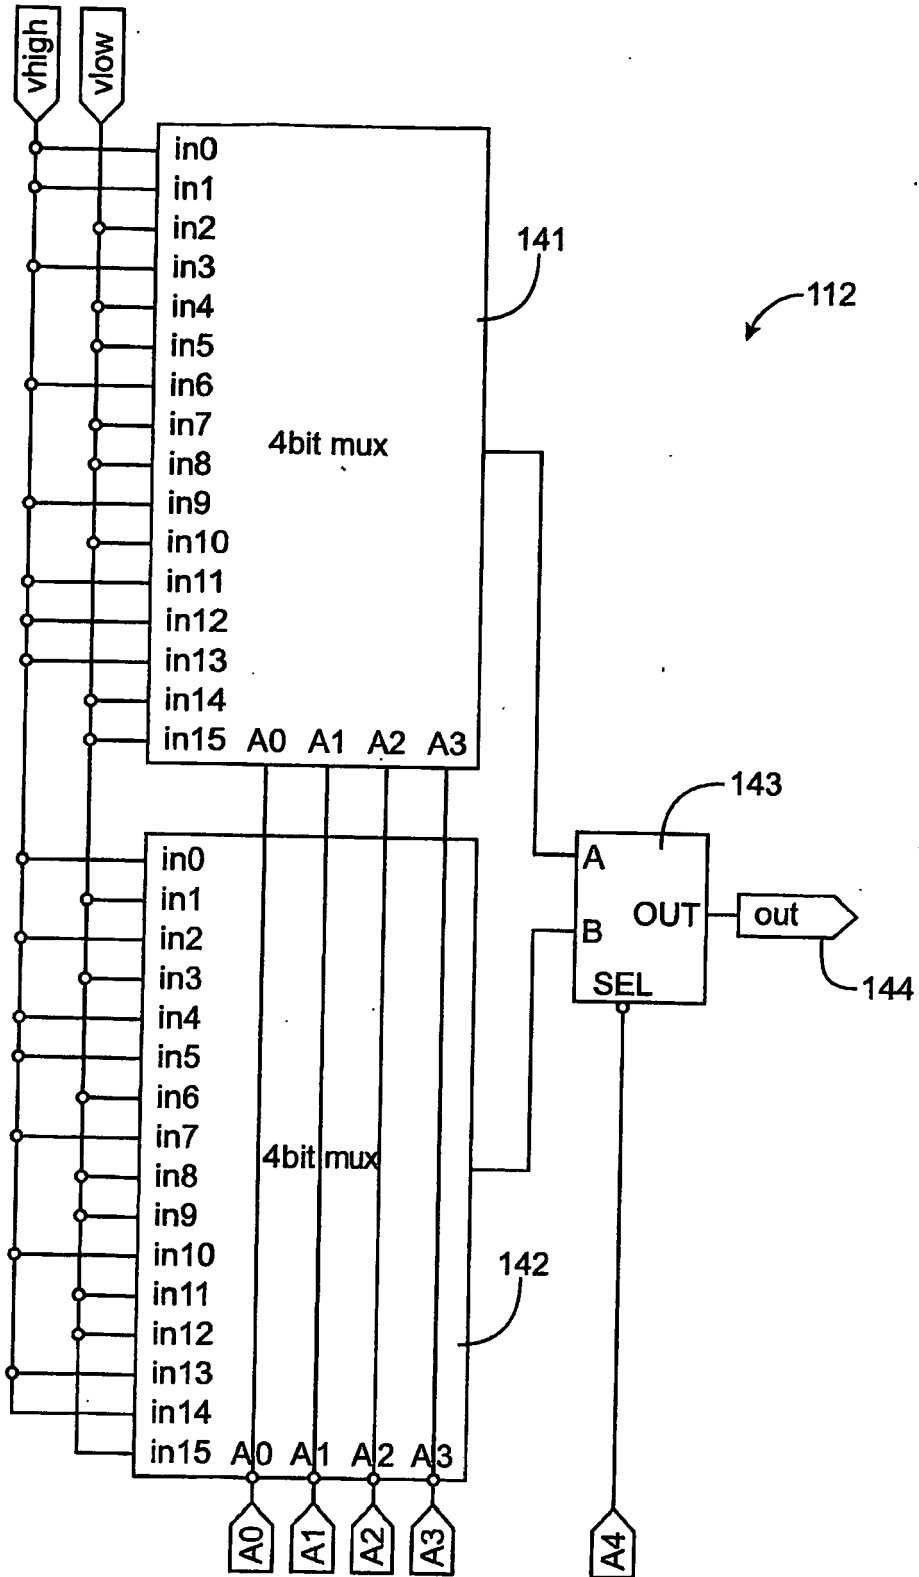 vhigh
vlow
in0
in1
in2
in3
in4
in5
in6
in7
in8
in9
in10
in11
in12
in13
in14
in15 A0 A1 A2 A3
4bit mux
141
112
in0
in1
in2
in3
in4
in5
in6
in7
in8
in9
in10
in11
in12
in13
in14
in15 A0 A1 A2 A3
4bit mux
142
143
A
B
OUT
SEL
out
144
A0
A1
A2
A3
A4